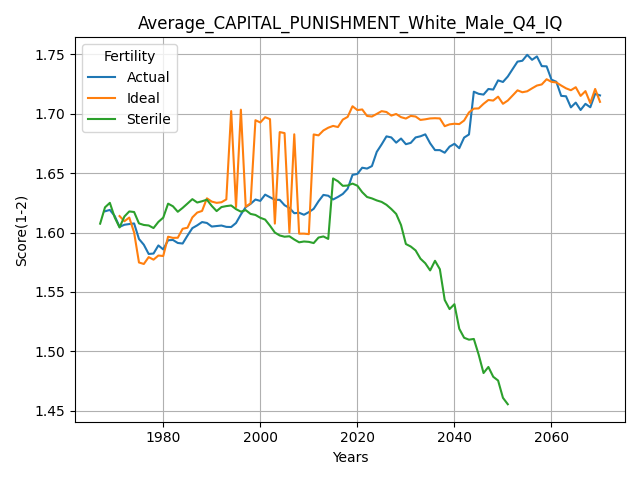 Average_CAPITAL_PUNISHMENT_White_Male_Q4_IQ
Fertility
Actual
Ideal
Sterile
Score(1-2)
1.75
1.70
1.65
1.60
1.55
1.50
1.45
1980
2000
2020
2040
2060
Years